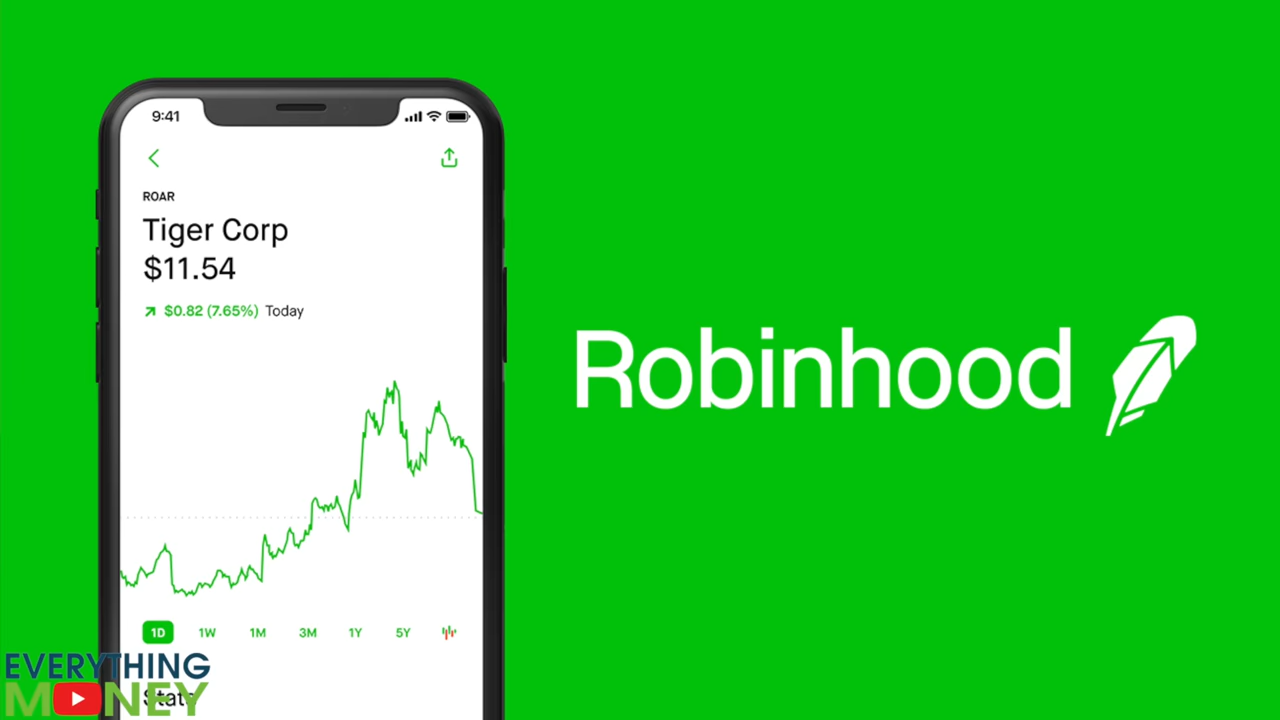 9:41
ROAR
Tiger Corp
$11.54
$0.82 (7.65%) Today
1D 1W 1M 3M 1Y 5Y
Stats
Robinhood
EVERYTHING
MONEY